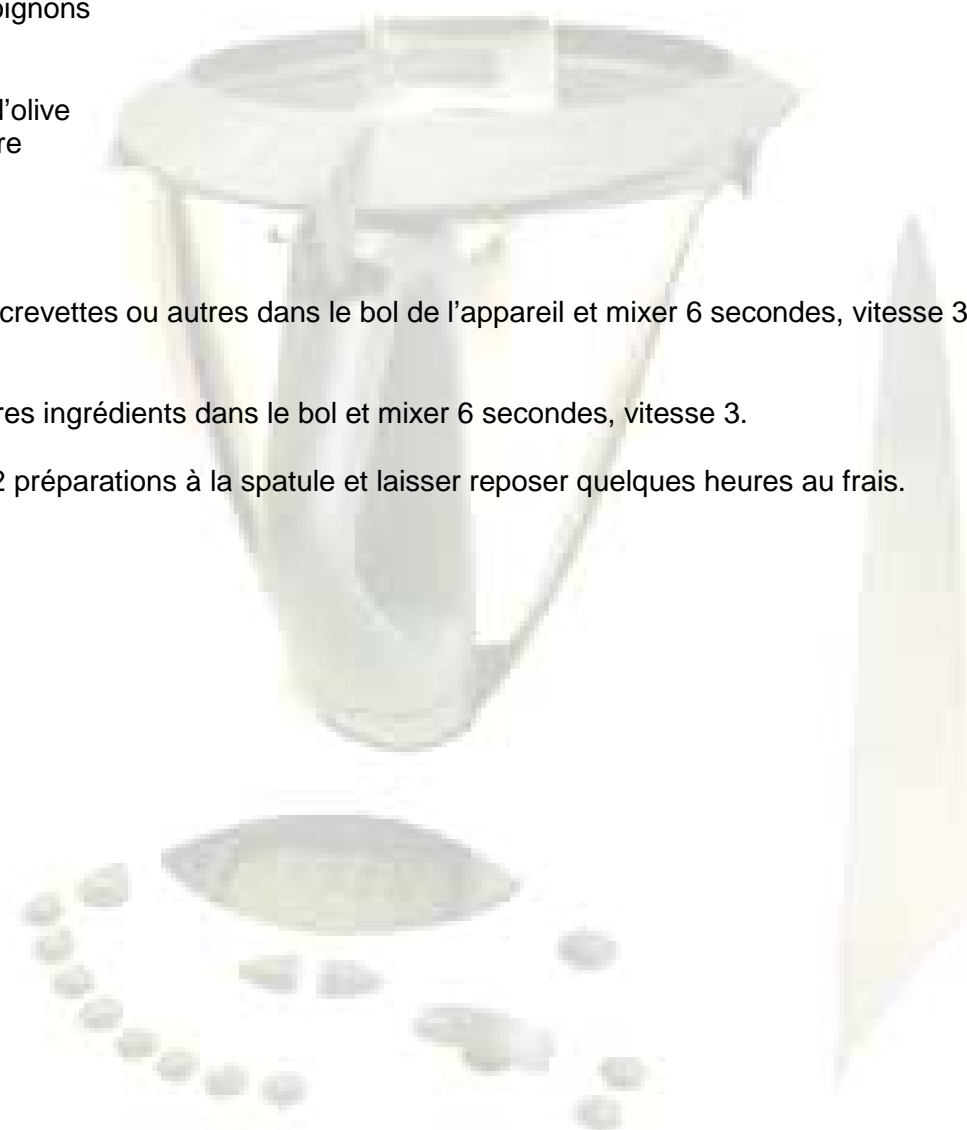 oignons
l'olive
re
crevettes ou autres dans le bol de l'appareil et mixer 6 secondes, vitesse 3
res ingrédients dans le bol et mixer 6 secondes, vitesse 3.
2 préparations à la spatule et laisser reposer quelques heures au frais.